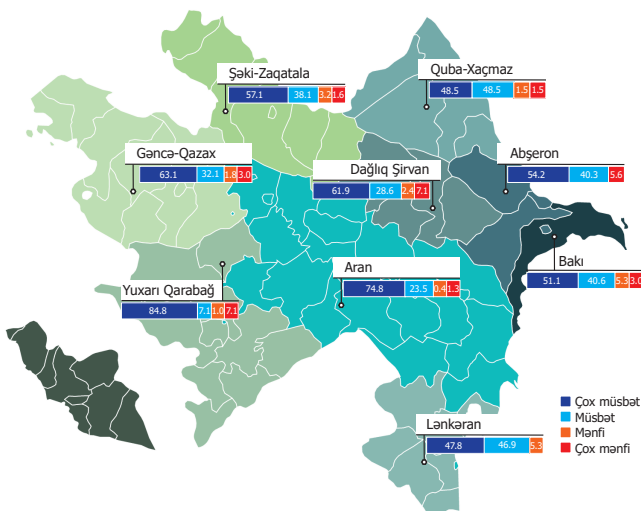 Şəki-Zaqatala
57.1 38.1 3.2 1.6
Quba-Xaçmaz
48.5 48.5 1.5 1.5
Gəncə-Qazax
63.1 32.1 1.8 3.0
Dağlıq Şirvan
61.9 28.6 2.4 7.1
Abşeron
54.2 40.3 5.6
Yuxarı Qarabağ
84.8 7.1 1.0 7.1
Aran
74.8 23.5 0.4 1.3
Bakı
51.1 40.6 5.3 3.0
Lənkəran
47.8 46.9 5.3
Çox müsbət
Müsbət
Mənfi
Çox mənfi